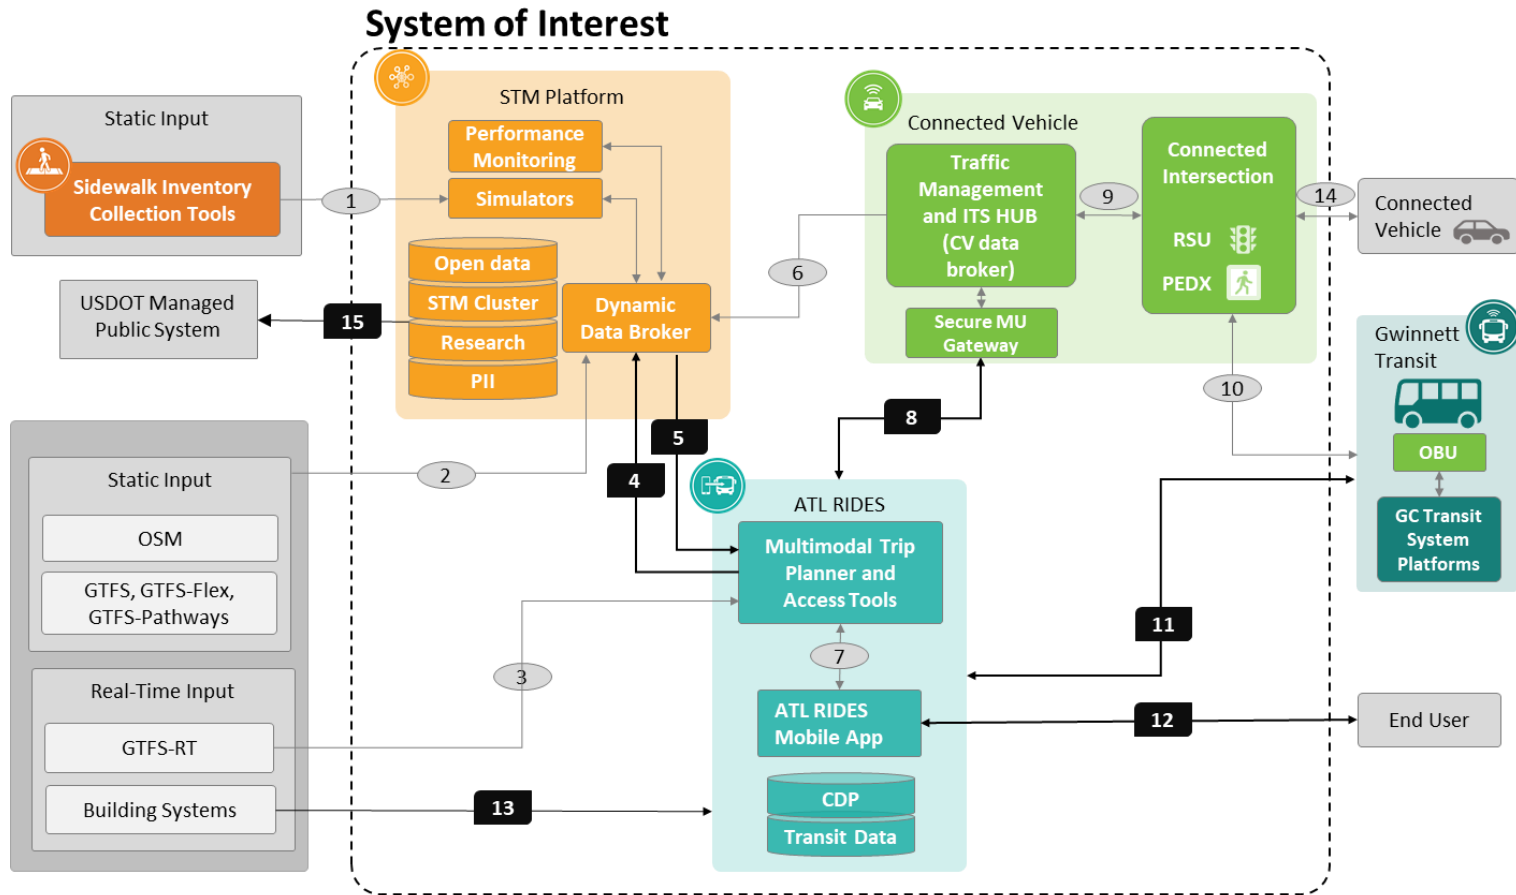 System of Interest
Static Input
Sidewalk Inventory
Collection Tools
1
USDOT Managed
Public System
15
STM Platform
Performance
Monitoring
Simulators
Open data
STM Cluster
Research
PII
Dynamic
Data Broker
6
Connected Vehicle
Traffic
Management
and ITS HUB
(CV data
broker)
Secure MU
Gateway
9
Connected
Intersection
RSU
PEDX
14
Connected
Vehicle
10
Gwinnett
Transit
OBU
GC Transit
System
Platforms
8
Static Input
OSM
GTFS, GTFS-Flex,
GTFS-Pathways
2
4
5
Real-Time Input
GTFS-RT
Building Systems
3
13
ATL RIDES
Multimodal Trip
Planner and
Access Tools
7
ATL RIDES
Mobile App
CDP
Transit Data
11
12
End User